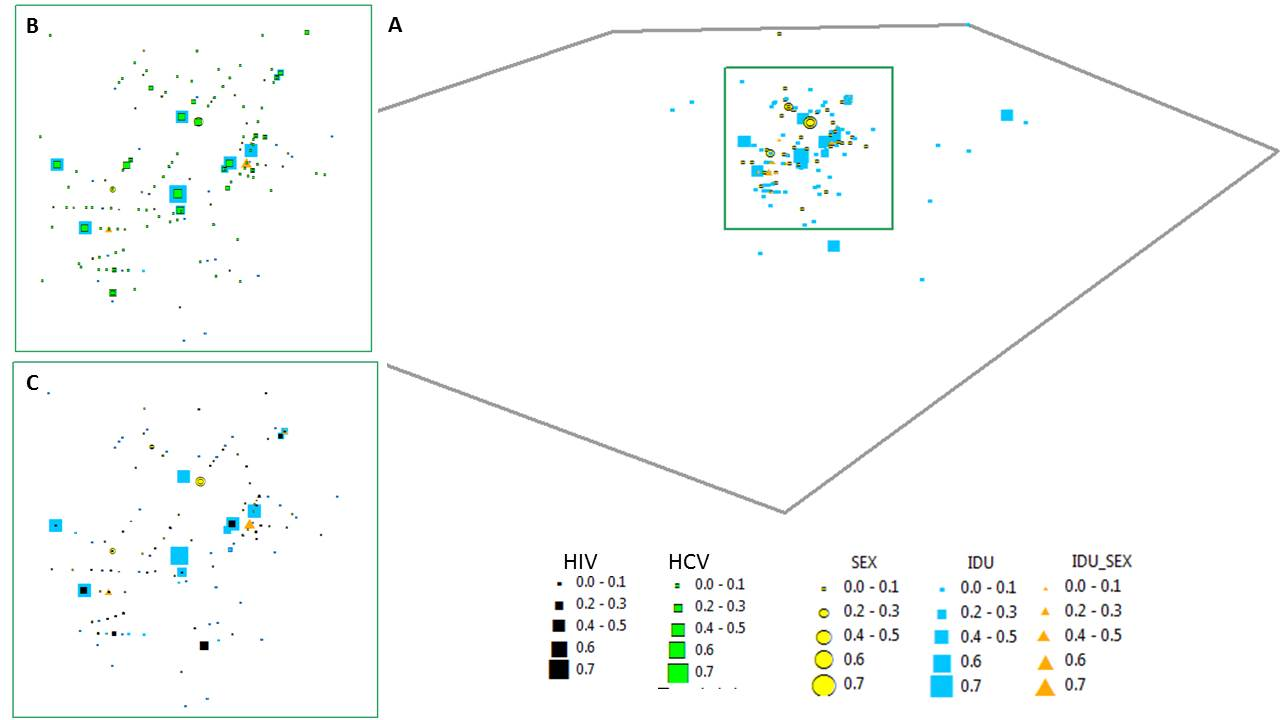 B
A
C
HIV HCV SEX IDU IDU_SEX
0.0 - 0.1 0.0 - 0.1 0.0 - 0.1 0.0 - 0.1 0.0 - 0.1
0.2 - 0.3 0.2 - 0.3 0.2 - 0.3 0.2 - 0.3 0.2 - 0.3
0.4 - 0.5 0.4 - 0.5 0.4 - 0.5 0.4 - 0.5 0.4 - 0.5
0.6 0.6 0.6 0.6 0.6
0.7 0.7 0.7 0.7 0.7